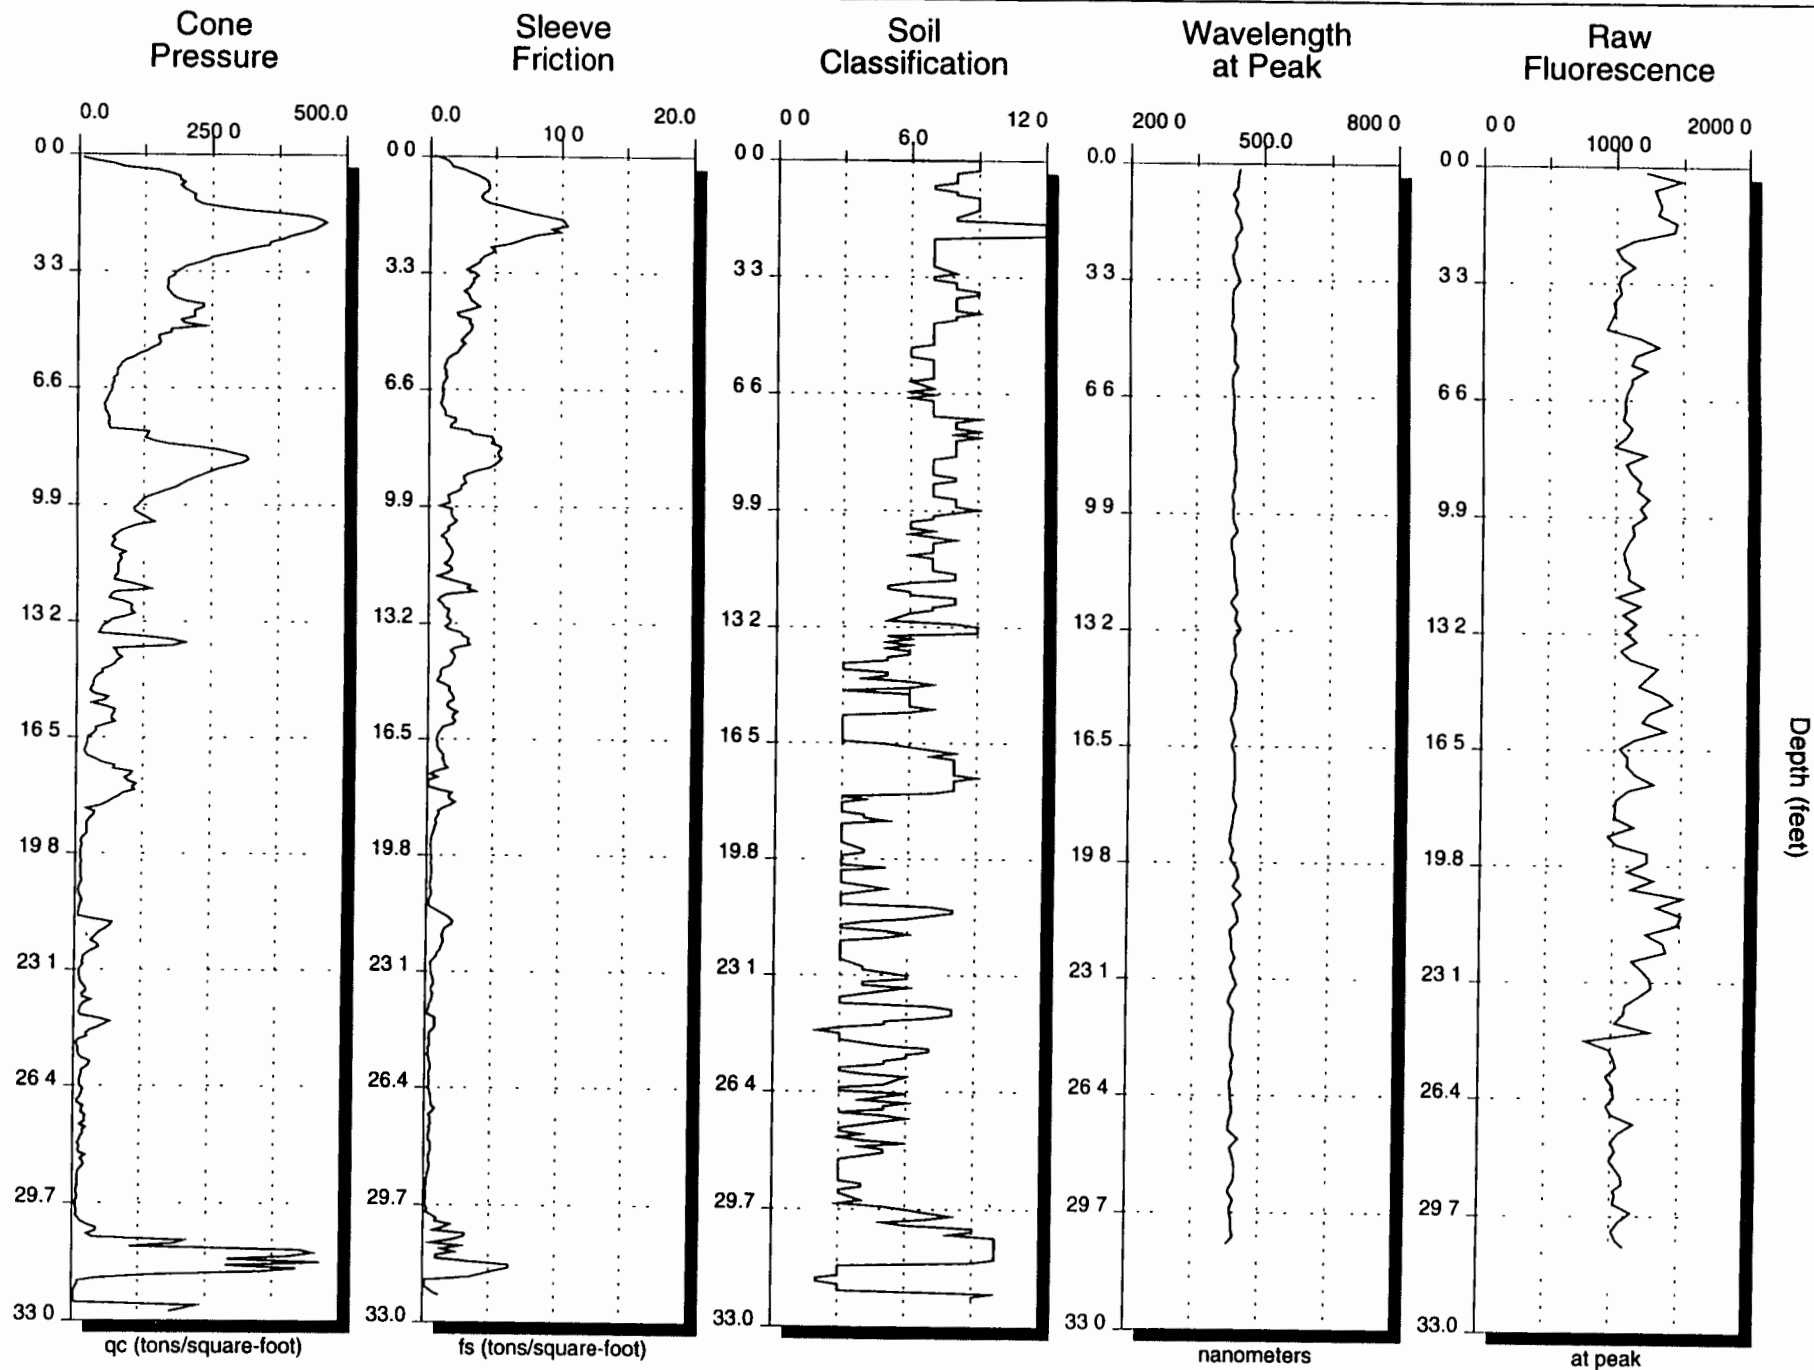 Cone
Pressure
0.0 250 0 500.0
0 0
3 3
6.6
9.9
13 2
16 5
19 8
23 1
26 4
29.7
33 0
qc (tons/square-foot)
Sleeve
Friction
0.0 10 0 20.0
0 0
3.3
6.6
9.9
13.2
16.5
19.8
23 1
26.4
29.7
33.0
fs (tons/square-foot)
Soil
Classification
0 0 6.0 12 0
0 0
3 3
6 6
9.9
13 2
16 5
19.8
23 1
26 4
29.7
33.0
Wavelength
at Peak
200 0 500.0 800.0
0.0
3 3
6 6
9 9
13 2
16.5
19 8
23 1
26 4
29 7
33 0
nanometers
Raw
Fluorescence
0 0 1000 0 2000 0
0 0
3 3
6 6
9.9
13 2
16 5
19.8
23 1
26.4
29 7
33.0
at peak
Depth (feet)